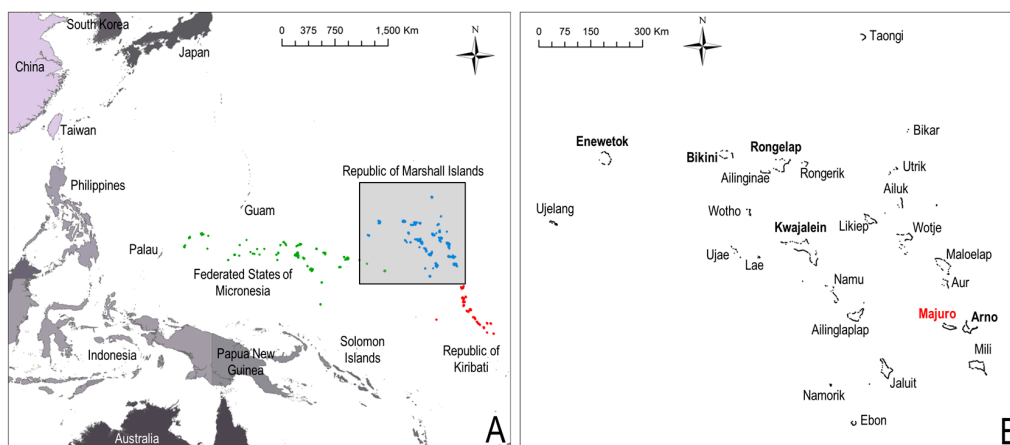 South Korea
Japan
China
Taiwan
Philippines
Guam
Palau
Federated States of
Micronesia
Republic of Marshall Islands
Indonesia
Papua New
Guinea
Solomon
Islands
Republic of
Kiribati
Australia
0 375 750 1,500 Km
N
A
0 75 150 300 Km
N
Taongi
Bikar
Enewetok
Bikini
Rongelap
Ailinginae
Rongerik
Utrik
Ailuk
Ujelang
Wotho
Likiep
Wotje
Kwajalein
Ujae
Lae
Maloelap
Aur
Namu
Ailinglaplap
Majuro
Arno
Mili
Jaluit
Namorik
Ebon